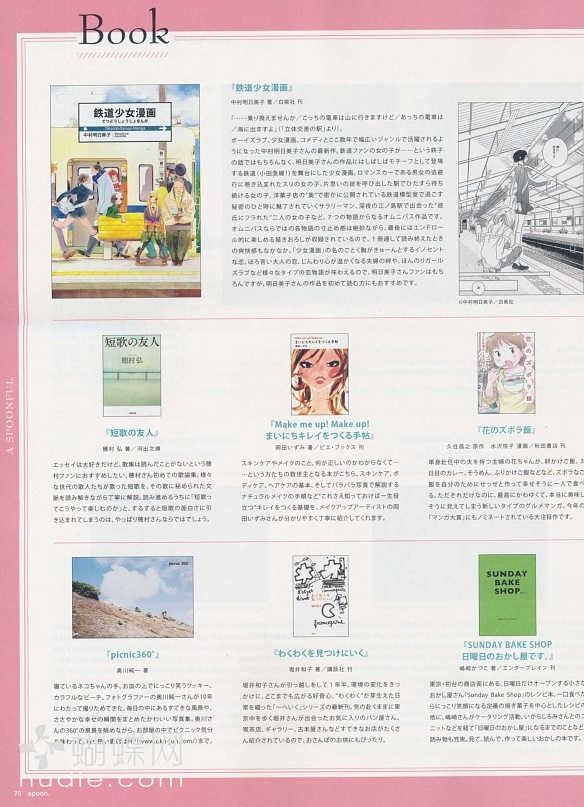 Book
『鉄道少女漫画』
中村明日美子 著／白泉社 刊
「……乗り換えませんか／こっちの電車は山に行きますけど／あっちの電車は
／海に出ますよ」（「立体交差の駅」より）。
ボーイズラブ、少女漫画、コメディとここ数年で幅広いジャンルで活躍されるよ
うになった中村明日美子さんの最新作。鉄道ファンの女の子が……という鉄子
の話ではもちろんなく、明日美子さんの作品にはしばしばモチーフとして登場
する鉄道（小田急線！）を舞台にした少女漫画。ロマンスカーである男女の逃避
行に巻き込まれたスリの女の子、片思いの彼を呼び出した駅でひたすら待ち
続ける女の子、洋菓子店の“奥”で密かに公開されている鉄道模型室で過ごす
秘密のひと時に魅了されていくサラリーマン、深夜の江ノ島駅で出会った“彼
氏にフラれた”二人の女の子など、7つの物語からなるオムニバス作品です。
オムニバスならではの各物語の寸止め感は絶妙ながら、最後にはエンドロー
ル的に楽しめる描きおろしが収録されているので、1冊通して読み終えたとき
の爽快感もなかなか。「少女漫画」の名のごとく胸がきゅーんとするイノセント
な恋、ほろ苦い大人の恋、じんわり心が温かくなる夫婦の絆や、ほんのりガール
ズラブなど様々なタイプの恋物語が味わえるので、明日美子さんファンはもち
ろんですが、明日美子さんの作品を初めて読む方にもおすすめです。
鉄道少女漫画
てつどうしょうじょまんが
Tetsudo-Syoujo-Manga
©中村明日美子／白泉社
短歌の友人
穂村 弘
『短歌の友人』
穂村 弘 著／河出文庫
エッセイは大好きだけど、歌集は読んだことがないという穂
村ファンにおすすめしたい、穂村さん初めての歌論集。様々
な世代の歌人たちが歌った短歌を、その歌に秘められた文
脈を読み解きながら丁寧に解説。読み進めるうちに「短歌っ
てこうやって楽しむのか」と、するすると短歌の面白さに引
き込まれてしまうのは、やっぱり穂村さんならではでしょう。
Make me up! Make up!
まいにちキレイをつくる手帖
『Make me up! Make up!
まいにちキレイをつくる手帖』
岡田いずみ 著／ピエ・ブックス 刊
スキンケアやメイクのこと、何が正しいのかわからなくて…
…という方たちの救世主となる本がこちら。スキンケア、ボ
ディケア、ヘアケアの基本、そしてパラパラ写真で解説する
ナチュラルメイクの手順など“これさえ知っておけば一生役
立つ”キレイをつくる基礎を、メイクアップアーティストの岡
田いずみさんが分かりやすく丁寧に紹介してくれます。
花のズボラ飯
『花のズボラ飯』
久住昌之 原作　水沢悦子 漫画／秋田書店 刊
単身赴任中の夫を持つ主婦の花ちゃんが、卵かけご飯、3
日目のカレー、そうめん、ふりかけご飯などなど、ズボラなご
飯を自分のためにせっせと作って幸せそうに一人で食べ
る、ただそれだけなのに、最高にかわゆくて、本当に美味し
そうに見えてしまう新しいタイプのグルメマンガ。今年の
「マンガ大賞」にもノミネートされている大注目作です。
picnic 360°
『picnic360°』
奥川純一 著
寝ているネコちゃんの手、お皿の上でにっこり笑うクッキー、
カラフルなビーチ。フォトグラファーの奥川純一さんが10年
にわたって撮りためてきた、毎日の中にあるすてきな風景や、
ささやかな幸せの瞬間をまとめたかわいい写真集。奥川さ
んの360°の風景を眺めながら、お部屋の中でピクニック気分
わくわくを見つけにいく
『わくわくを見つけにいく』
堀井和子 著／講談社 刊
堀井和子さんが引っ越しをして1年半。環境の変化をきっ
かけに、どこまでも広がる好奇心、“わくわく”が芽生えた日
常を綴った「～へいく」シリーズの最新刊。気の赴くままに東
京中を歩く堀井さんが出会ったお気に入りのパン屋さん、
喫茶店、ギャラリー、古本屋さんなどすてきなお店がたくさ
ん紹介されているので、おさんぽのお供にもぴったり。
SUNDAY
BAKE
SHOP
『SUNDAY BAKE SHOP
日曜日のおかし屋です。』
嶋崎かづこ 著／エンターブレイン 刊
東京・初台の商店街にある、日曜日だけオープンする小さな
おかし屋さん「Sunday Bake Shop」のレシピ本。一口食べた
らにっこり笑顔になる定番の焼き菓子を中心としたレシピの
他に、嶋崎さんがケータリング活動、いがらしろみさんとのユ
ニットなどを経て「日曜日のおかし屋」になるまでのことなど、
読み物も充実。見て、読んで、作って楽しいおかしの本です。
A SPOONFUL
蝴蝶网
hudie.com
79 spoon.